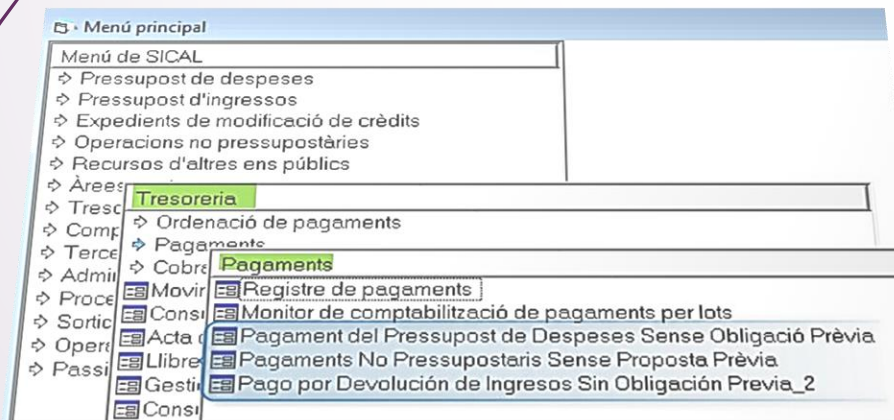 Menú principal
Menú de SICAL
Pressupost de despeses
Pressupost d'ingressos
Expedients de modificació de crèdits
Operacions no pressupostàries
Recursos d'altres ens públics
Tresoreria
Ordenació de pagaments
Pagaments
Pagaments
Registre de pagaments
Monitor de comptabilització de pagaments per lots
Pagament del Pressupost de Despeses Sense Obligació Prèvia
Pagaments No Pressupostaris Sense Proposta Prèvia
Pago por Devolución de Ingresos Sin Obligación Previa_2